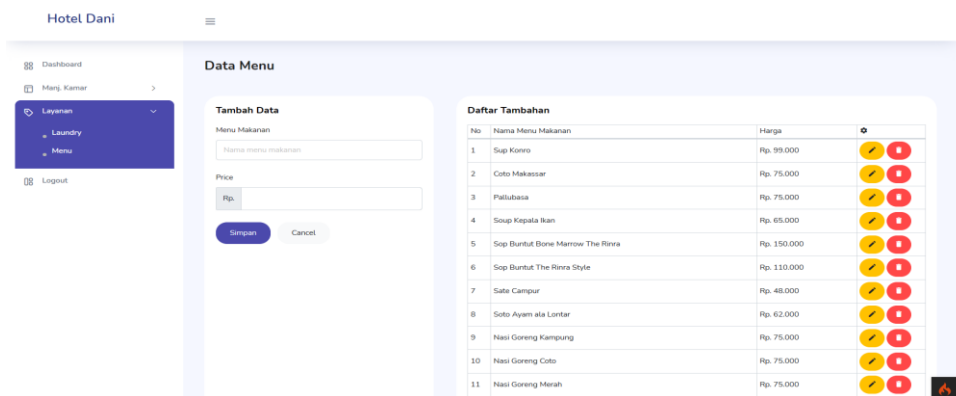 Hotel Dani
Dashboard
Manj. Kamar
Layanan
Laundry
Menu
Logout
Data Menu
Tambah Data
Menu Makanan
Nama menu makanan
Price
Rp.
Simpan Cancel
Daftar Tambahan
No Nama Menu Makanan Harga
1 Sup Konro Rp. 99.000
2 Coto Makassar Rp. 75.000
3 Pallubasa Rp. 75.000
4 Soup Kepala Ikan Rp. 65.000
5 Sop Buntut Bone Marrow The Rinra Rp. 150.000
6 Sop Buntut The Rinra Style Rp. 110.000
7 Sate Campur Rp. 48.000
8 Soto Ayam ala Lontar Rp. 62.000
9 Nasi Goreng Kampung Rp. 75.000
10 Nasi Goreng Coto Rp. 75.000
11 Nasi Goreng Merah Rp. 75.000